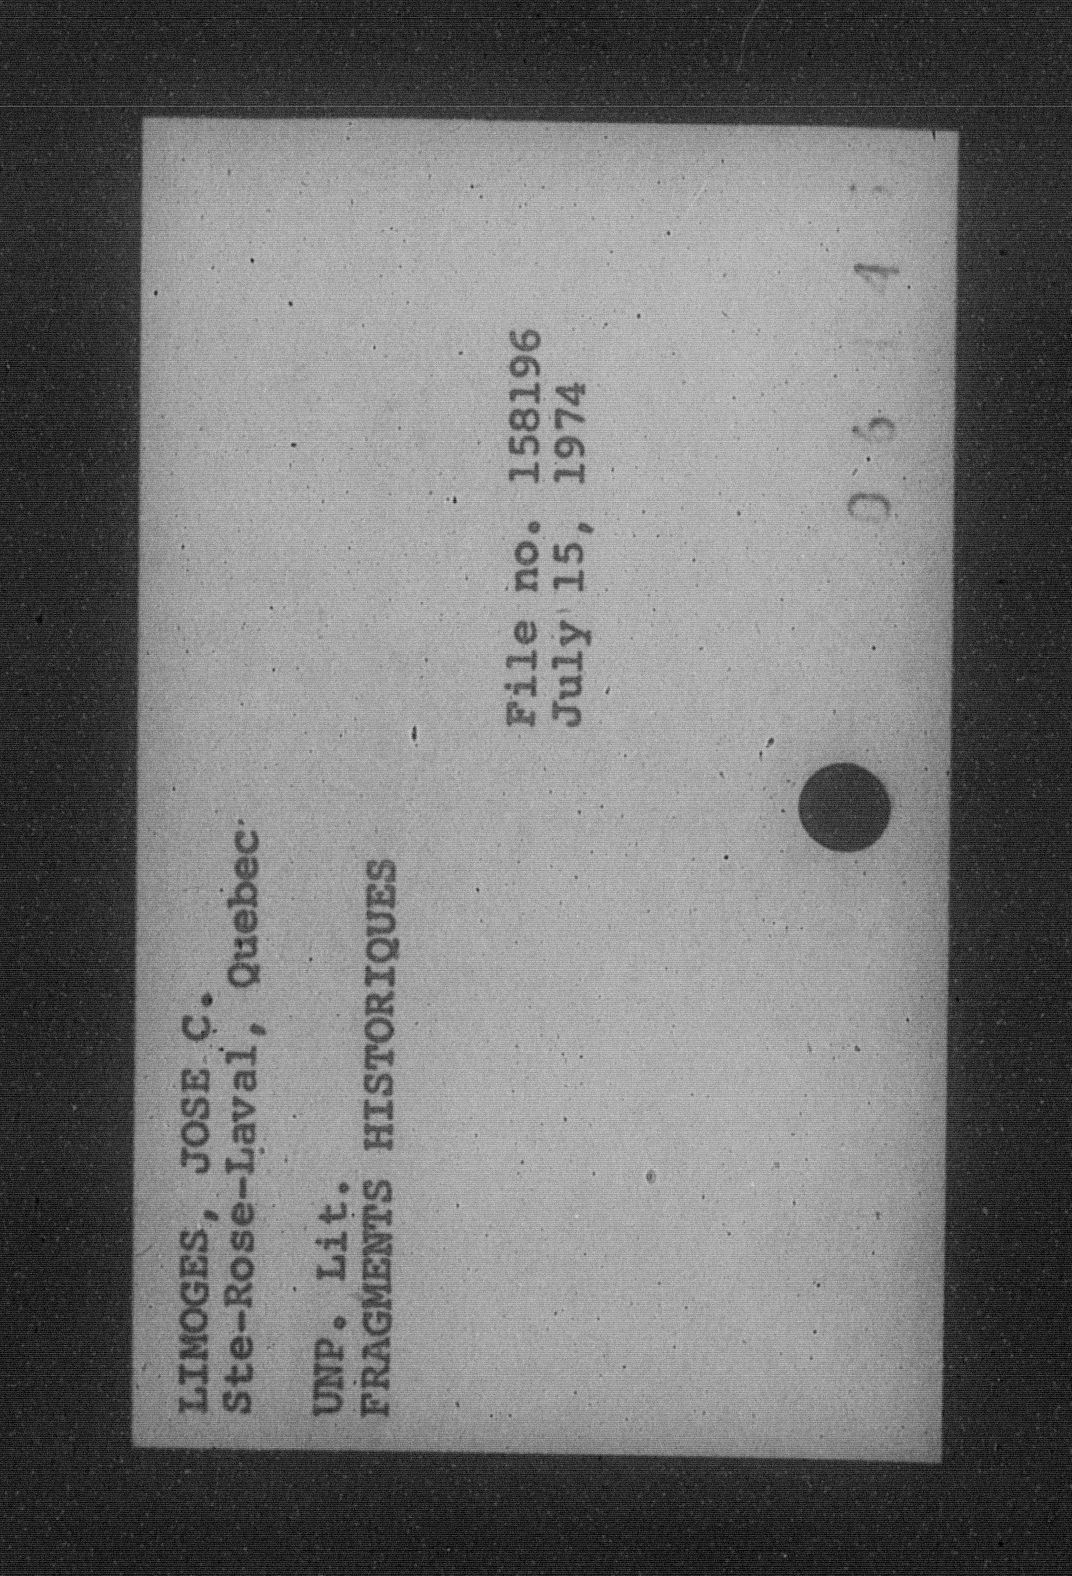 LIMOGES, JOSE C.
Ste-Rose-Laval, Quebec
UNP. Lit.
FRAGMENTS HISTORIQUES
File no. 158196
July 15, 1974